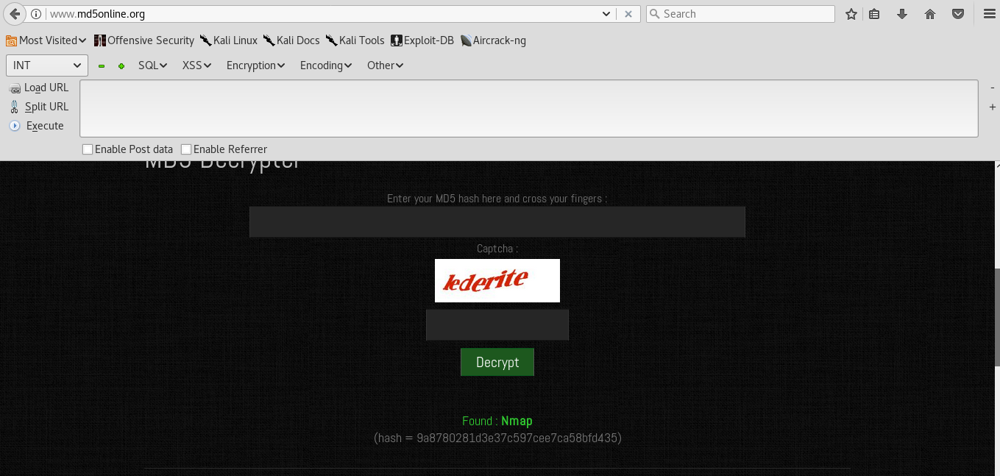 www.md5online.org
Search
Most Visited Offensive Security Kali Linux Kali Docs Kali Tools Exploit-DB Aircrack-ng
INT SQL XSS Encryption Encoding Other
Load URL
-
Split URL
+
Execute
Enable Post data Enable Referrer
MD5 Decrypter
Enter your MD5 hash here and cross your fingers :
Captcha :
lederite
Decrypt
Found : Nmap
(hash = 9a8780281d3e37c597cee7ca58bfd435)